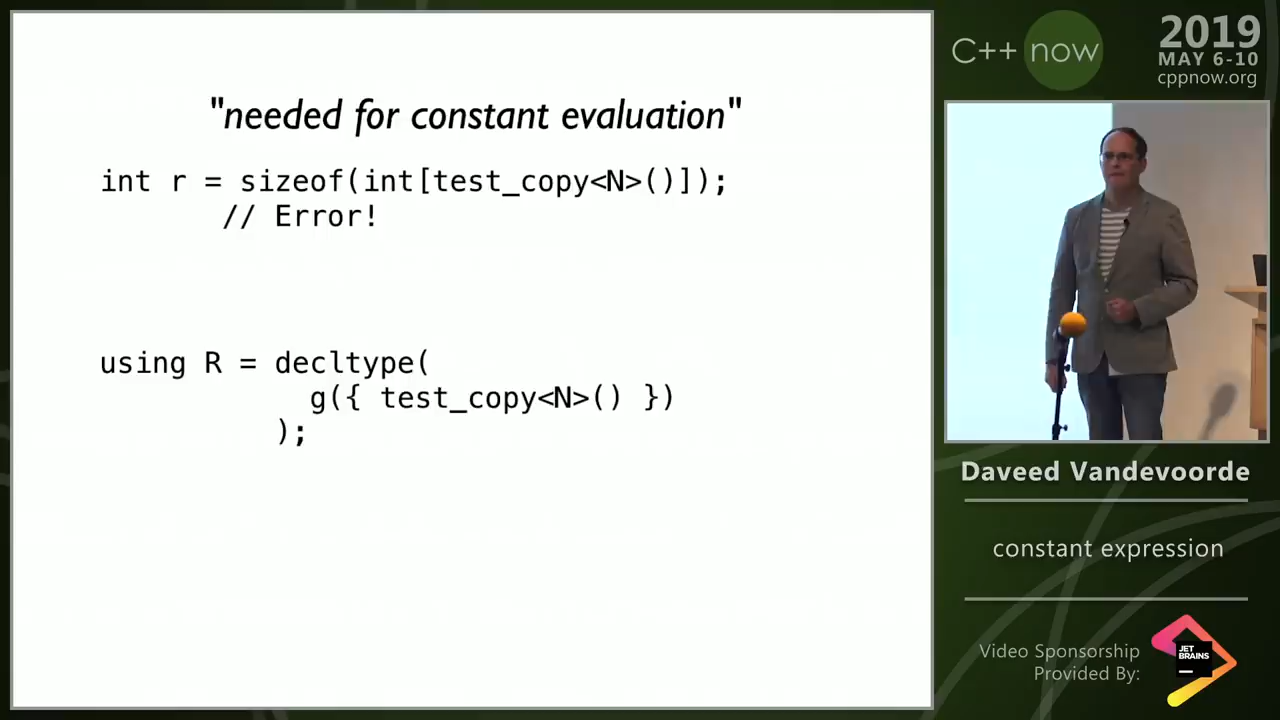 "needed for constant evaluation"
int r = sizeof(int[test_copy<N>()]);
// Error!
using R = decltype(
g({ test_copy<N>() })
);
C++ now
2019
MAY 6-10
cppnow.org
Daveed Vandevoorde
constant expression
Video Sponsorship
Provided By:
JET
BRAINS